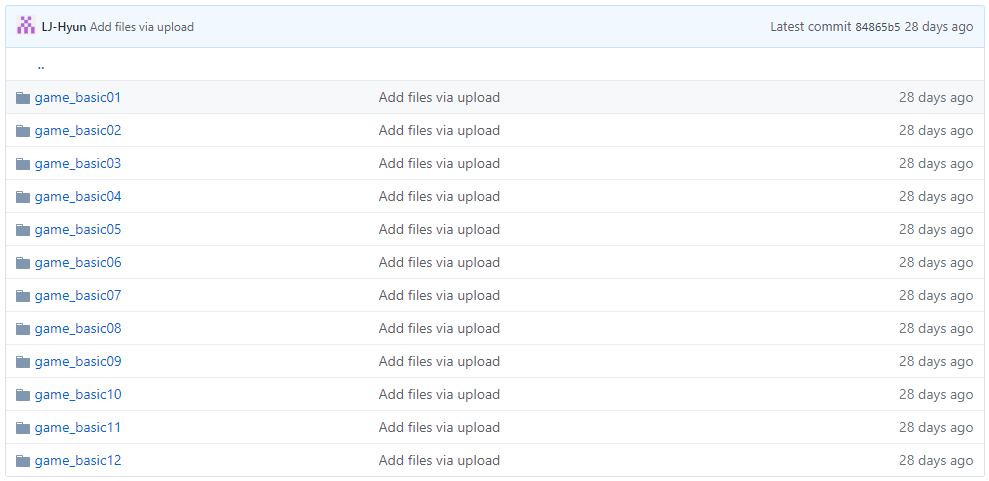 LJ-Hyun Add files via upload Latest commit 84865b5 28 days ago
..
game_basic01 Add files via upload 28 days ago
game_basic02 Add files via upload 28 days ago
game_basic03 Add files via upload 28 days ago
game_basic04 Add files via upload 28 days ago
game_basic05 Add files via upload 28 days ago
game_basic06 Add files via upload 28 days ago
game_basic07 Add files via upload 28 days ago
game_basic08 Add files via upload 28 days ago
game_basic09 Add files via upload 28 days ago
game_basic10 Add files via upload 28 days ago
game_basic11 Add files via upload 28 days ago
game_basic12 Add files via upload 28 days ago